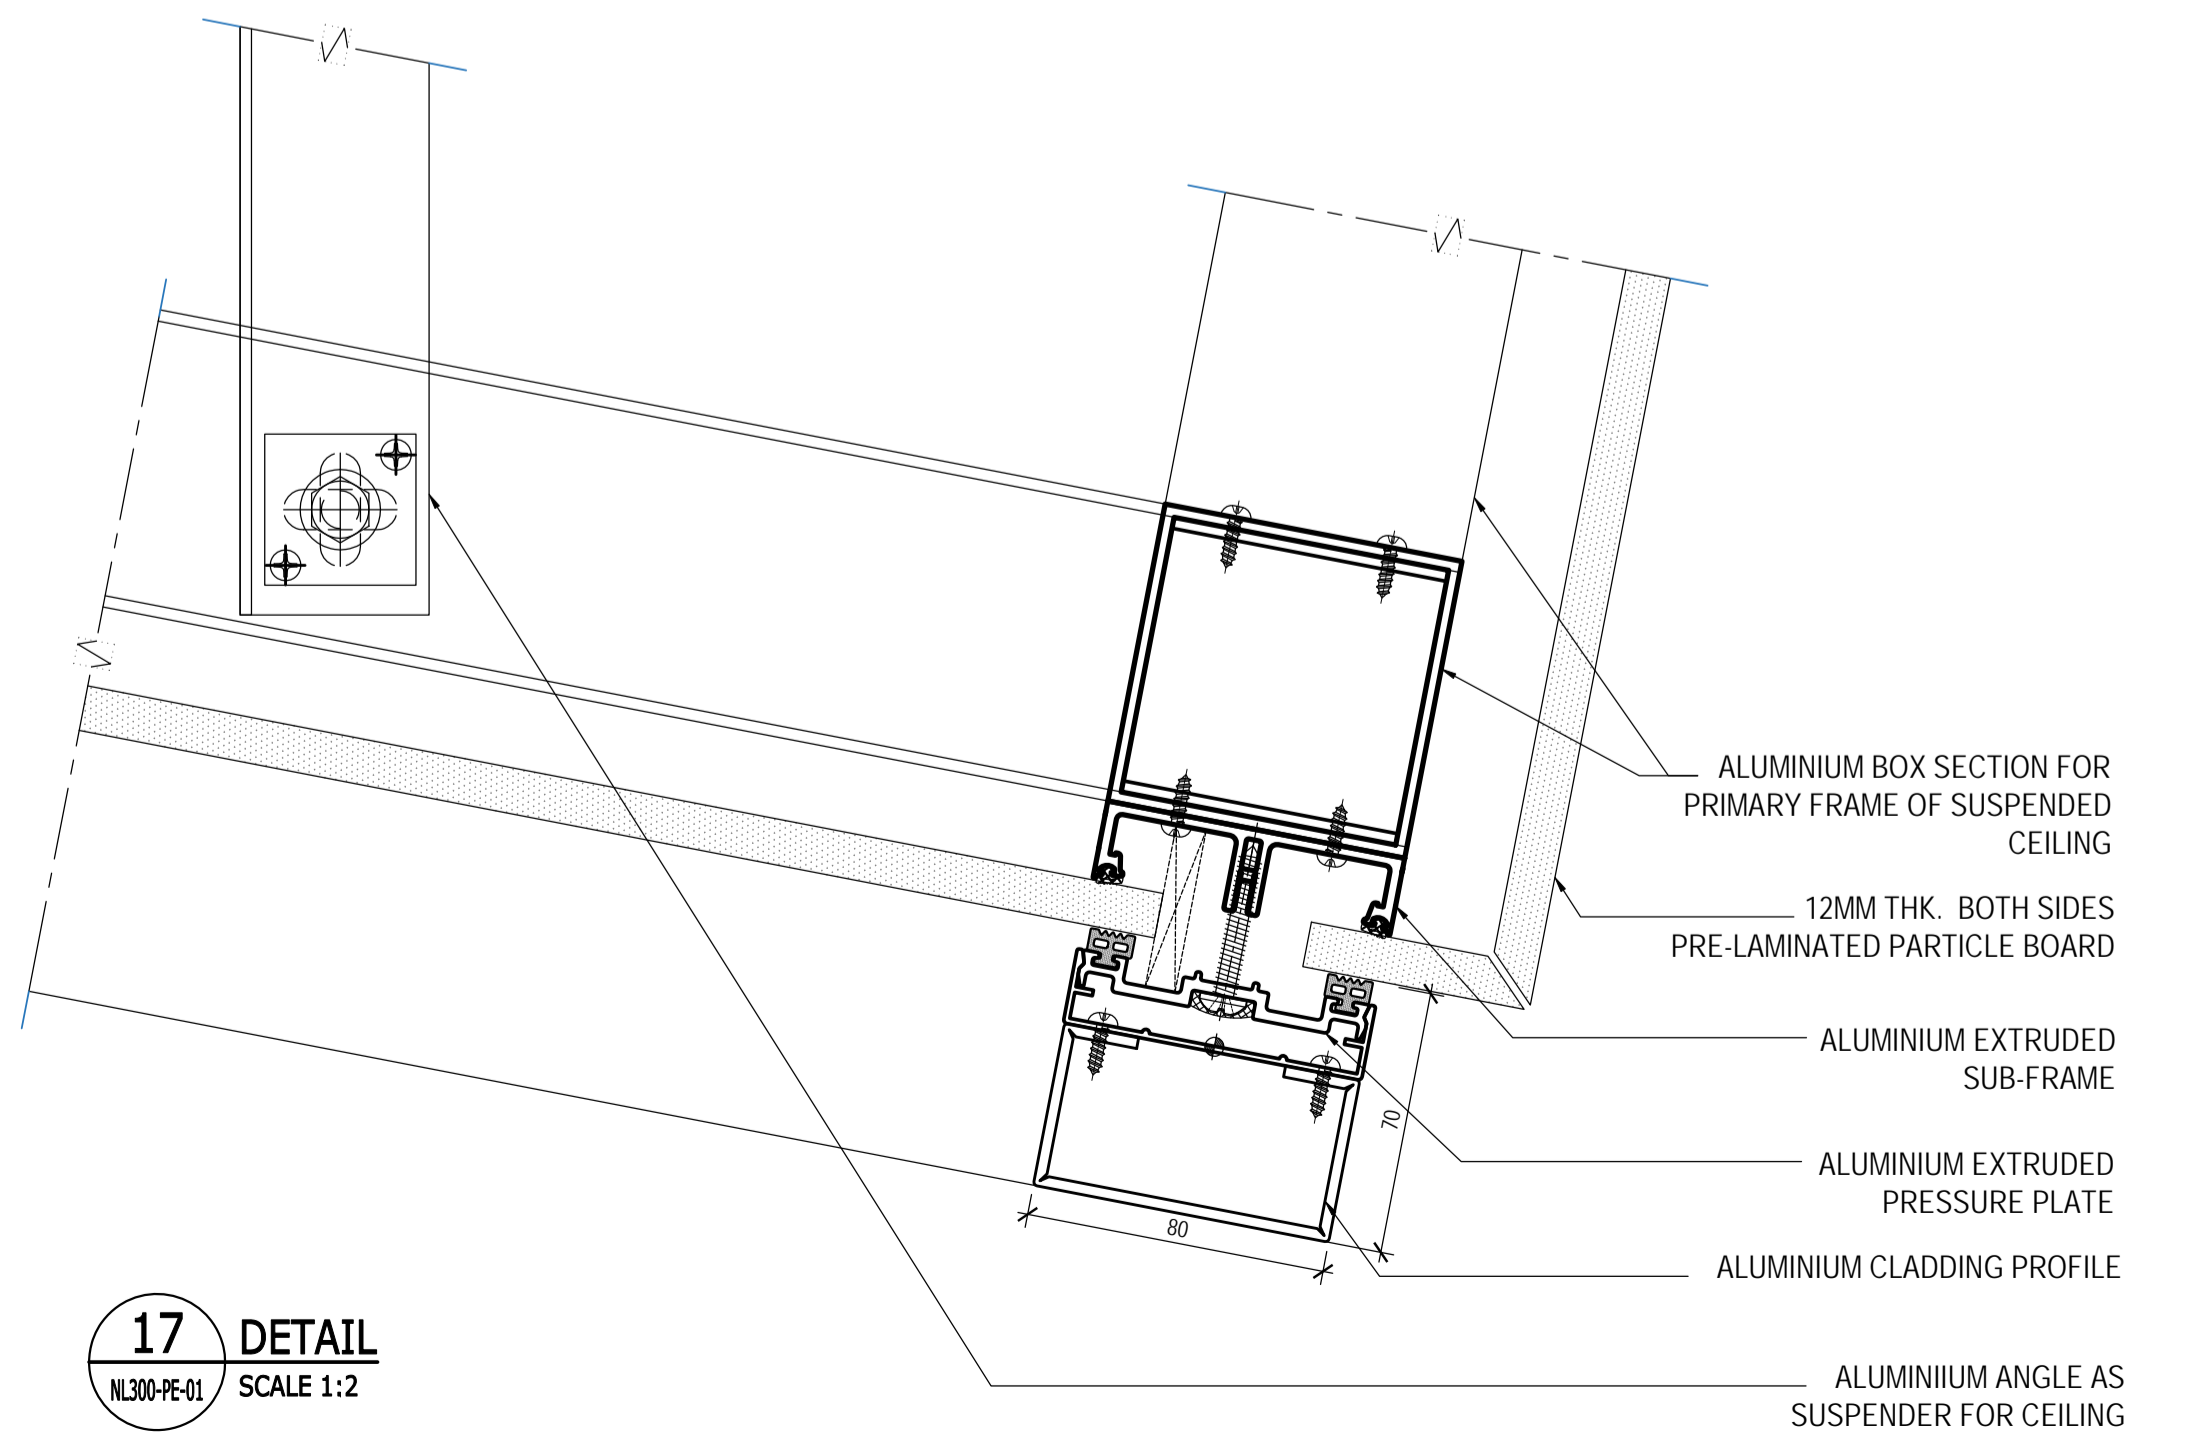 ALUMINIUM BOX SECTION FOR
PRIMARY FRAME OF SUSPENDED
CEILING
12MM THK.  BOTH SIDES
PRE-LAMINATED PARTICLE BOARD
ALUMINIUM EXTRUDED
SUB-FRAME
70
ALUMINIUM EXTRUDED
PRESSURE PLATE
80
ALUMINIUM CLADDING PROFILE
ALUMINIIUM ANGLE AS
SUSPENDER FOR CEILING
17
DETAIL
NL300-PE-01
SCALE 1:2